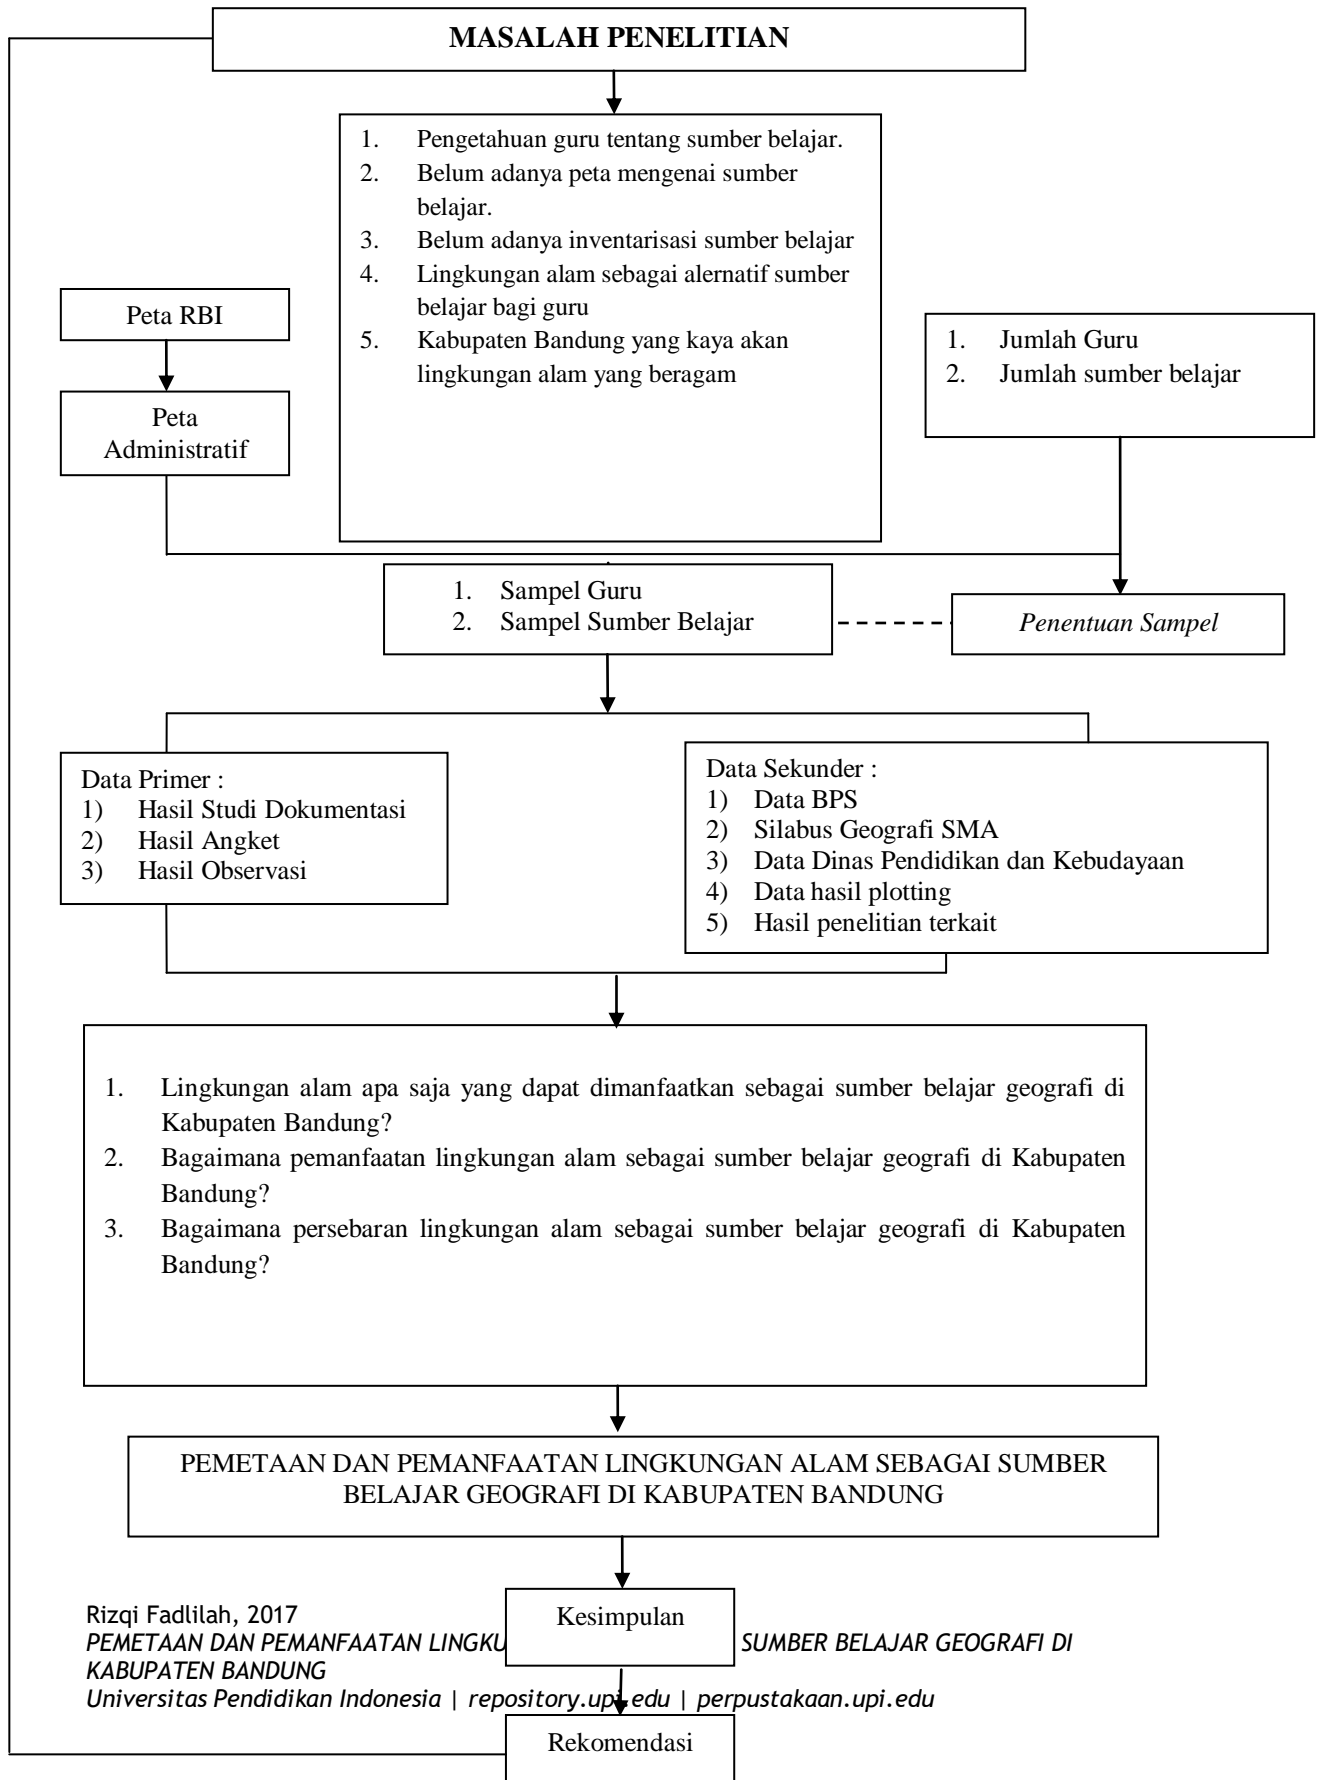 MASALAH PENELITIAN
1. Pengetahuan guru tentang sumber belajar.
2. Belum adanya peta mengenai sumber
belajar.
3. Belum adanya inventarisasi sumber belajar
4. Lingkungan alam sebagai alernatif sumber
belajar bagi guru
5. Kabupaten Bandung yang kaya akan
lingkungan alam yang beragam
Peta RBI
Peta
Administratif
1. Jumlah Guru
2. Jumlah sumber belajar
1. Sampel Guru
2. Sampel Sumber Belajar
Penentuan Sampel
Data Primer :
1) Hasil Studi Dokumentasi
2) Hasil Angket
3) Hasil Observasi
Data Sekunder :
1) Data BPS
2) Silabus Geografi SMA
3) Data Dinas Pendidikan dan Kebudayaan
4) Data hasil plotting
5) Hasil penelitian terkait
1. Lingkungan alam apa saja yang dapat dimanfaatkan sebagai sumber belajar geografi di
Kabupaten Bandung?
2. Bagaimana pemanfaatan lingkungan alam sebagai sumber belajar geografi di Kabupaten
Bandung?
3. Bagaimana persebaran lingkungan alam sebagai sumber belajar geografi di Kabupaten
Bandung?
PEMETAAN DAN PEMANFAATAN LINGKUNGAN ALAM SEBAGAI SUMBER
BELAJAR GEOGRAFI DI KABUPATEN BANDUNG
Kesimpulan
Rizqi Fadlilah, 2017
PEMETAAN DAN PEMANFAATAN LINGKU SUMBER BELAJAR GEOGRAFI DI
KABUPATEN BANDUNG
Universitas Pendidikan Indonesia | repository.upi.edu | perpustakaan.upi.edu
Rekomendasi